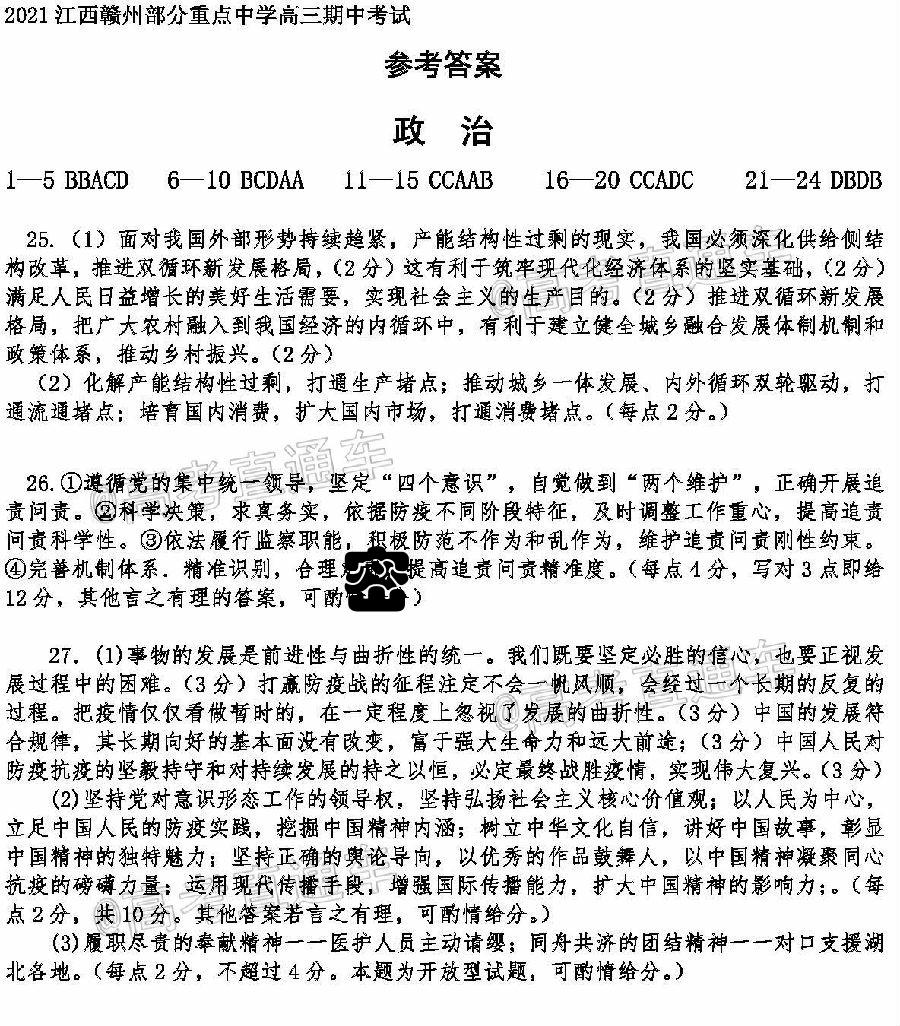 2021江西赣州部分重点中学高三期中考试
参考答案
政 治
1—5 BBACD 6—10 BCDAA 11—15 CCAAB 16—20 CCADC 21—24 DBDB
25.（1）面对我国外部形势持续趋紧，产能结构性过剩的现实，我国必须深化供给侧结
构改革，推进双循环新发展格局，（2分）这有利于筑牢现代化经济体系的坚实基础，（2分）
满足人民日益增长的美好生活需要，实现社会主义的生产目的。（2分）推进双循环新发展
格局，把广大农村融入到我国经济的内循环中，有利于建立健全城乡融合发展体制机制和
政策体系，推动乡村振兴。（2分）
（2）化解产能结构性过剩，打通生产堵点；推动城乡一体发展、内外循环双轮驱动，打
通流通堵点；培育国内消费，扩大国内市场，打通消费堵点。（每点2分。）
26.①遵循党的集中统一领导，坚定“四个意识”，自觉做到“两个维护”，正确开展追
责问责。②科学决策，求真务实，依据防疫不同阶段特征，及时调整工作重心，提高追责
问责科学性。③依法履行监察职能，积极防范不作为和乱作为，维护追责问责刚性约束。
④完善机制体系．精准识别，合理 提高追责问责精准度。（每点4分，写对3点即给
12分，其他言之有理的答案，可酌 ）
27.(1)事物的发展是前进性与曲折性的统一。我们既要坚定必胜的信心，也要正视发
展过程中的困难。（3分）打赢防疫战的征程注定不会一帆风顺，会经过一个长期的反复的
过程。把疫情仅仅看做暂时的，在一定程度上忽视了发展的曲折性。（3分）中国的发展符
合规律，其长期向好的基本面没有改变，富于强大生命力和远大前途；（3分）中国人民对
防疫抗疫的坚毅持守和对持续发展的持之以恒，必定最终战胜疫情，实现伟大复兴。（3分）
(2)坚持党对意识形态工作的领导权，坚持弘扬社会主义核心价值观；以人民为中心，
立足中国人民的防疫实践，挖掘中国精神内涵；树立中华文化自信，讲好中国故事，彰显
中国精神的独特魅力；坚持正确的舆论导向，以优秀的作品鼓舞人，以中国精神凝聚同心
抗疫的磅礴力量；运用现代传播手段，增强国际传播能力，扩大中国精神的影响力；。（每
点2分，共10分。其他答案若言之有理，可酌情给分。）
(3)履职尽责的奉献精神一一医护人员主动请缨；同舟共济的团结精神一一对口支援湖
北各地。（每点2分，不超过4分。本题为开放型试题，可酌情给分。）
@高考直通车
@高考直通车
@高考直通车
@高考直通车